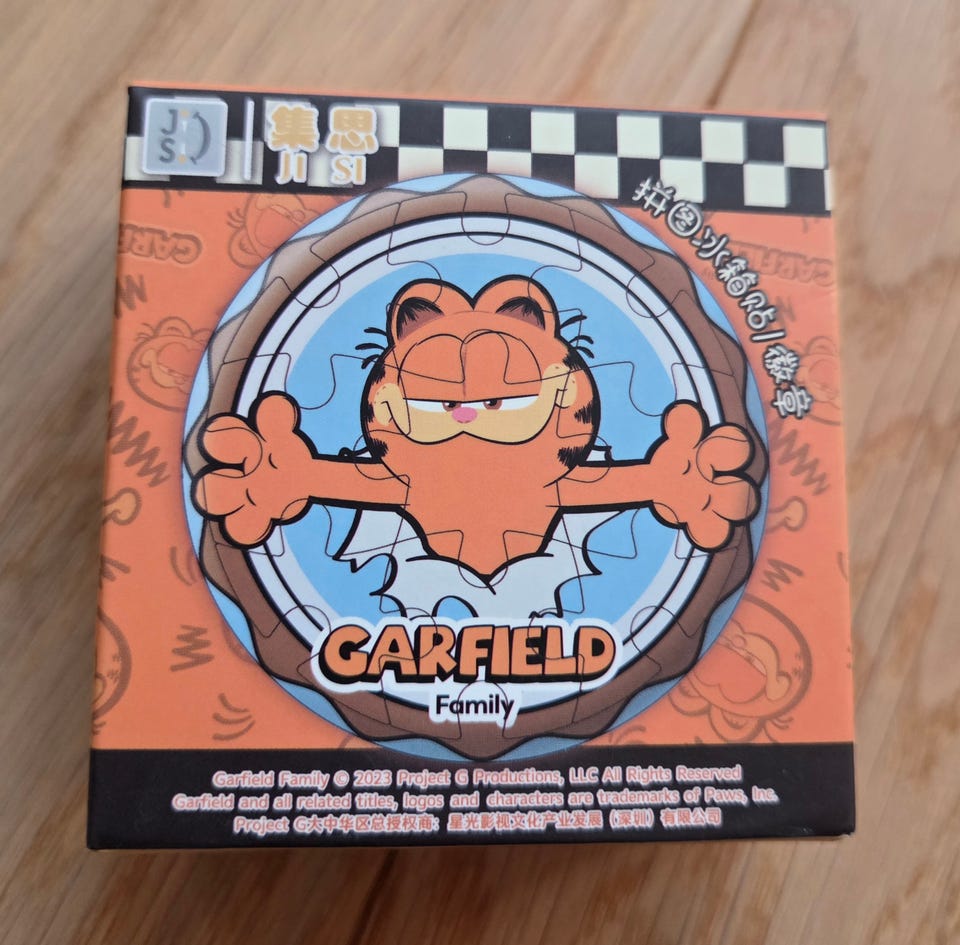 JS
集思
JI SI
拼图冰箱贴/徽章
GARFIELD
Family
Garfield Family © 2023 Project G Productions, LLC All Rights Reserved
Garfield and all related titles, logos and characters are trademarks of Paws, Inc.
Project G大中华区总授权商：星光影视文化产业发展（深圳）有限公司